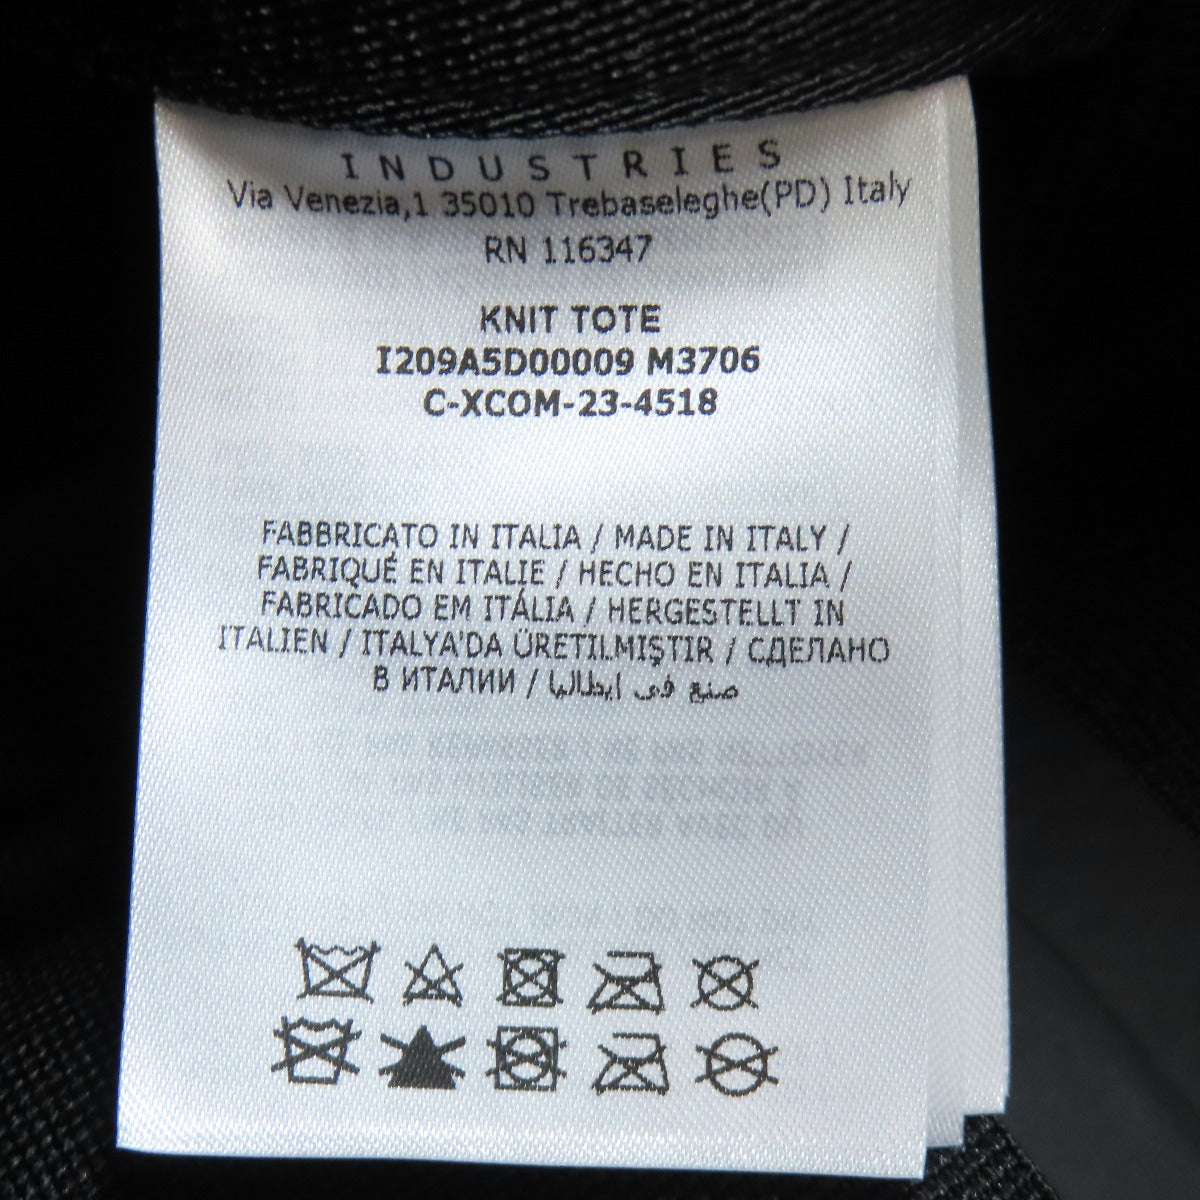 INDUSTRIES
Via Venezia,1 35010 Trebaseleghe(PD) Italy
RN 116347
KNIT TOTE
I209A5D00009 M3706
C-XCOM-23-4518
FABBRICATO IN ITALIA / MADE IN ITALY /
FABRIQUÉ EN ITALIE / HECHO EN ITALIA /
FABRICADO EM ITÁLIA / HERGESTELLT IN
ITALIEN / ITALYA'DA ÜRETILMIŞTIR / СДЕЛАНО
В ИТАЛИИ / صنع في ايطاليا